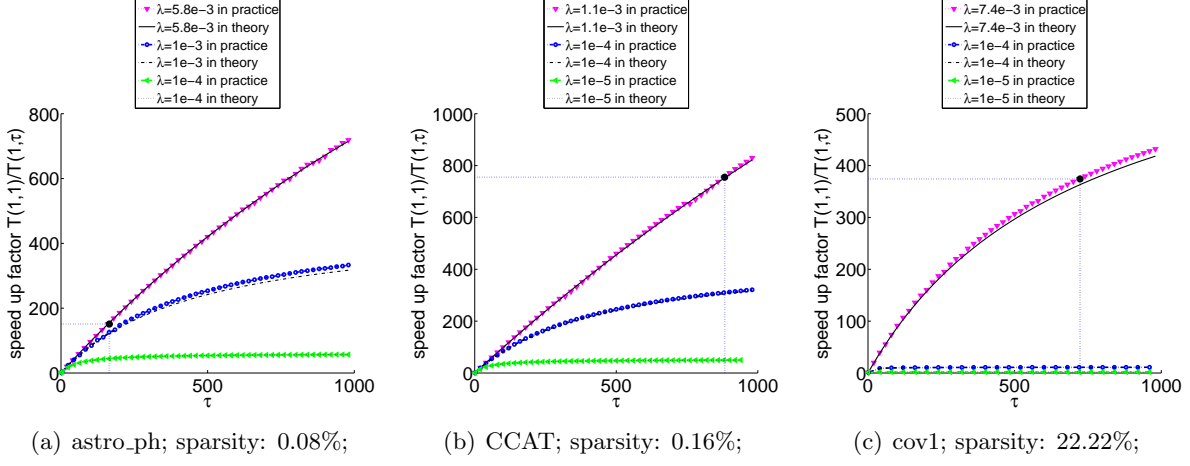 λ=5.8e−3 in practice
λ=5.8e−3 in theory
λ=1e−3 in practice
λ=1e−3 in theory
λ=1e−4 in practice
λ=1e−4 in theory
speed up factor T(1,1)/T(1,τ)
800
600
400
200
0
0
500
1000
τ
(a) astro_ph; sparsity: 0.08%;
λ=1.1e−3 in practice
λ=1.1e−3 in theory
λ=1e−4 in practice
λ=1e−4 in theory
λ=1e−5 in practice
λ=1e−5 in theory
speed up factor T(1,1)/T(1,τ)
1000
800
600
400
200
0
0
500
1000
τ
(b) CCAT; sparsity: 0.16%;
λ=7.4e−3 in practice
λ=7.4e−3 in theory
λ=1e−4 in practice
λ=1e−4 in theory
λ=1e−5 in practice
λ=1e−5 in theory
speed up factor T(1,1)/T(1,τ)
500
400
300
200
100
0
0
500
1000
τ
(c) cov1; sparsity: 22.22%;